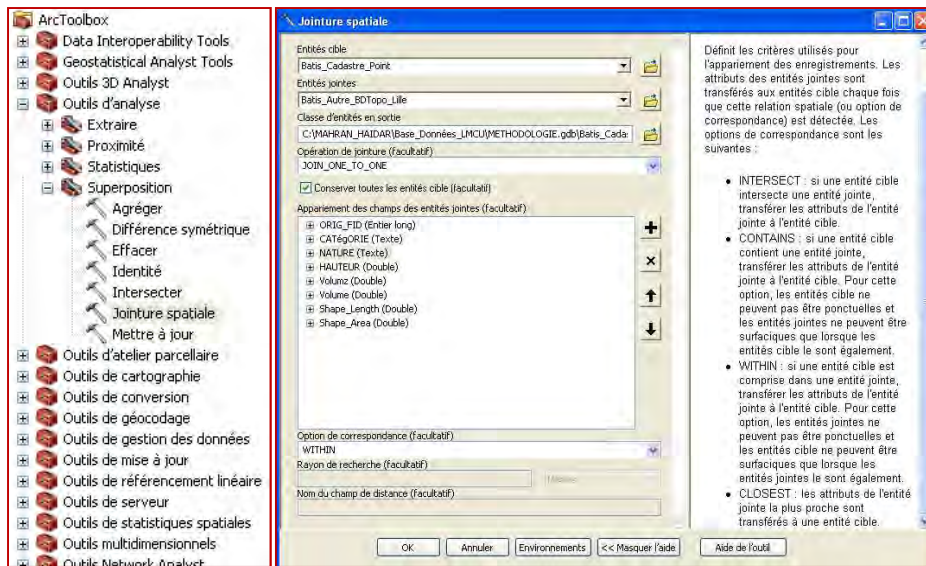 ArcToolbox
Data Interoperability Tools
Geostatistical Analyst Tools
Outils 3D Analyst
Outils d'analyse
Extraire
Proximité
Statistiques
Superposition
Agréger
Différence symétrique
Effacer
Identité
Intersecter
Jointure spatiale
Mettre à jour
Outils d'atelier parcellaire
Outils de cartographie
Outils de conversion
Outils de géocodage
Outils de gestion des données
Outils de mise à jour
Outils de référencement linéaire
Outils de serveur
Outils de statistiques spatiales
Outils multidimensionnels
Outils Network Analyst
Jointure spatiale
Entités cible
Batis_Cadastre_Point
Entités jointes
Batis_Autre_BDTopo_Lille
Classe d'entités en sortie
C:\MAHRAN_HAIDAR\Base_Données_LMCU\METHODOLOGIE.gdb\Batis_Cada
Opération de jointure (facultatif)
JOIN_ONE_TO_ONE
Conserver toutes les entités cible (facultatif)
Appariement des champs des entités jointes (facultatif)
ORIG_FID (Entier long)
CATégORIE (Texte)
NATURE (Texte)
HAUTEUR (Double)
Volumz (Double)
Volume (Double)
Shape_Length (Double)
Shape_Area (Double)
Option de correspondance (facultatif)
WITHIN
Rayon de recherche (facultatif)
Nom du champ de distance (facultatif)
OK
Annuler
Environnements
<< Masquer l'aide
Aide de l'outil
Définit les critères utilisés pour
l'appariement des enregistrements. Les
attributs des entités jointes sont
transférés aux entités cible chaque fois
que cette relation spatiale (ou option de
correspondance) est détectée. Les
options de correspondance sont les
suivantes :
• INTERSECT : si une entité cible
intersecte une entité jointe,
transférer les attributs de l'entité
jointe à l'entité cible.
• CONTAINS : si une entité cible
contient une entité jointe,
transférer les attributs de l'entité
jointe à l'entité cible. Pour cette
option, les entités cible ne
peuvent pas être ponctuelles et
les entités jointes ne peuvent être
surfaciques que lorsque les
entités cible le sont également.
• WITHIN : si une entité cible est
comprise dans une entité jointe,
transférer les attributs de l'entité
jointe à l'entité cible. Pour cette
option, les entités jointes ne
peuvent pas être ponctuelles et
les entités cible ne peuvent être
surfaciques que lorsque les
entités jointes le sont également.
• CLOSEST : les attributs de l'entité
jointe la plus proche sont
transférés à une entité cible.